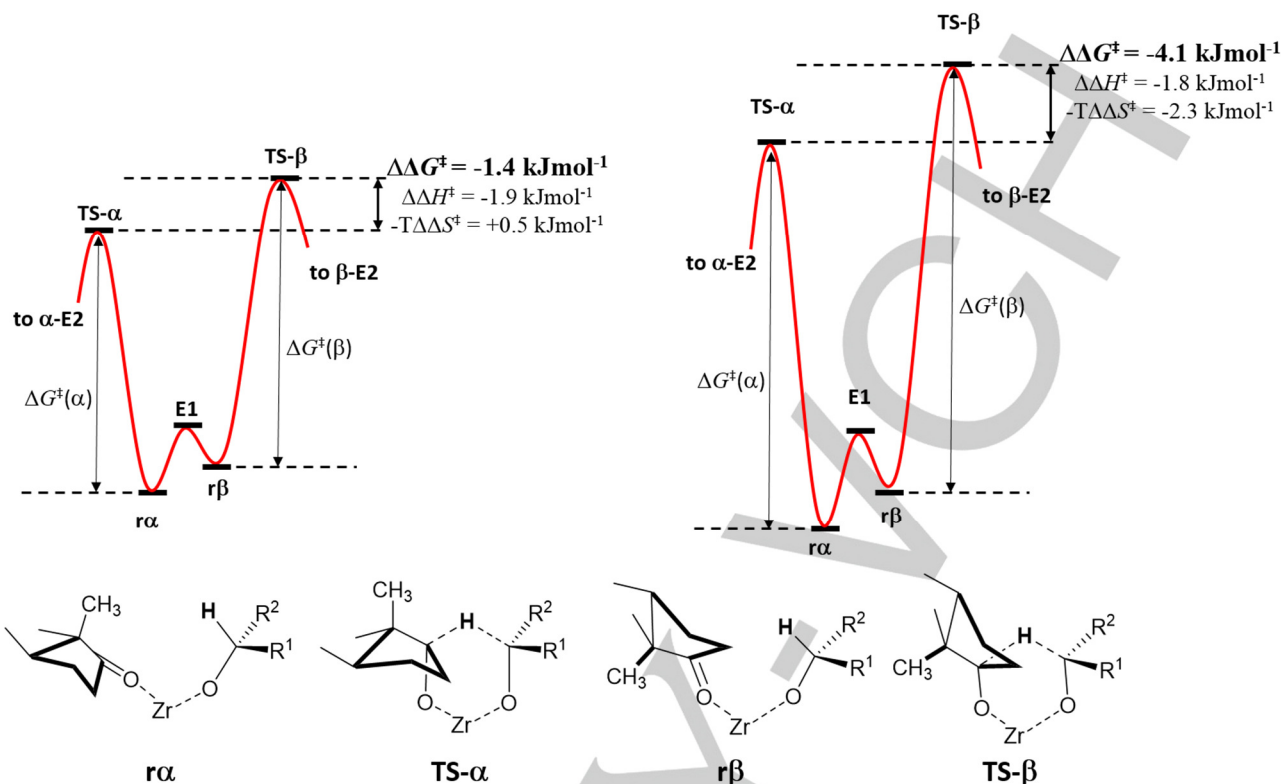 TS-β
ΔΔG‡ = -1.4 kJmol-1
ΔΔH‡ = -1.9 kJmol-1
-TΔΔS‡ = +0.5 kJmol-1
TS-α
to β-E2
to α-E2
ΔG‡(β)
ΔG‡(α)
E1
rβ
rα
TS-β
ΔΔG‡ = -4.1 kJmol-1
ΔΔH‡ = -1.8 kJmol-1
-TΔΔS‡ = -2.3 kJmol-1
TS-α
to β-E2
to α-E2
ΔG‡(β)
ΔG‡(α)
E1
rβ
rα
CH3
H
R2
R1
O
O
Zr
rα
CH3
H
R2
R1
O
O
Zr
TS-α
H
R2
R1
CH3
O
O
Zr
rβ
H
R2
R1
CH3
O
O
Zr
TS-β